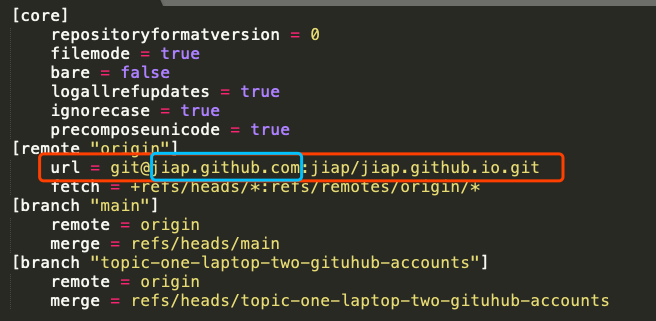 [core]
repositoryformatversion = 0
filemode = true
bare = false
logallrefupdates = true
ignorecase = true
precomposeunicode = true
[remote "origin"]
url = git@jiap.github.com:jiap/jiap.github.io.git
fetch = +refs/heads/*:refs/remotes/origin/*
[branch "main"]
remote = origin
merge = refs/heads/main
[branch "topic-one-laptop-two-gituhub-accounts"]
remote = origin
merge = refs/heads/topic-one-laptop-two-gituhub-accounts